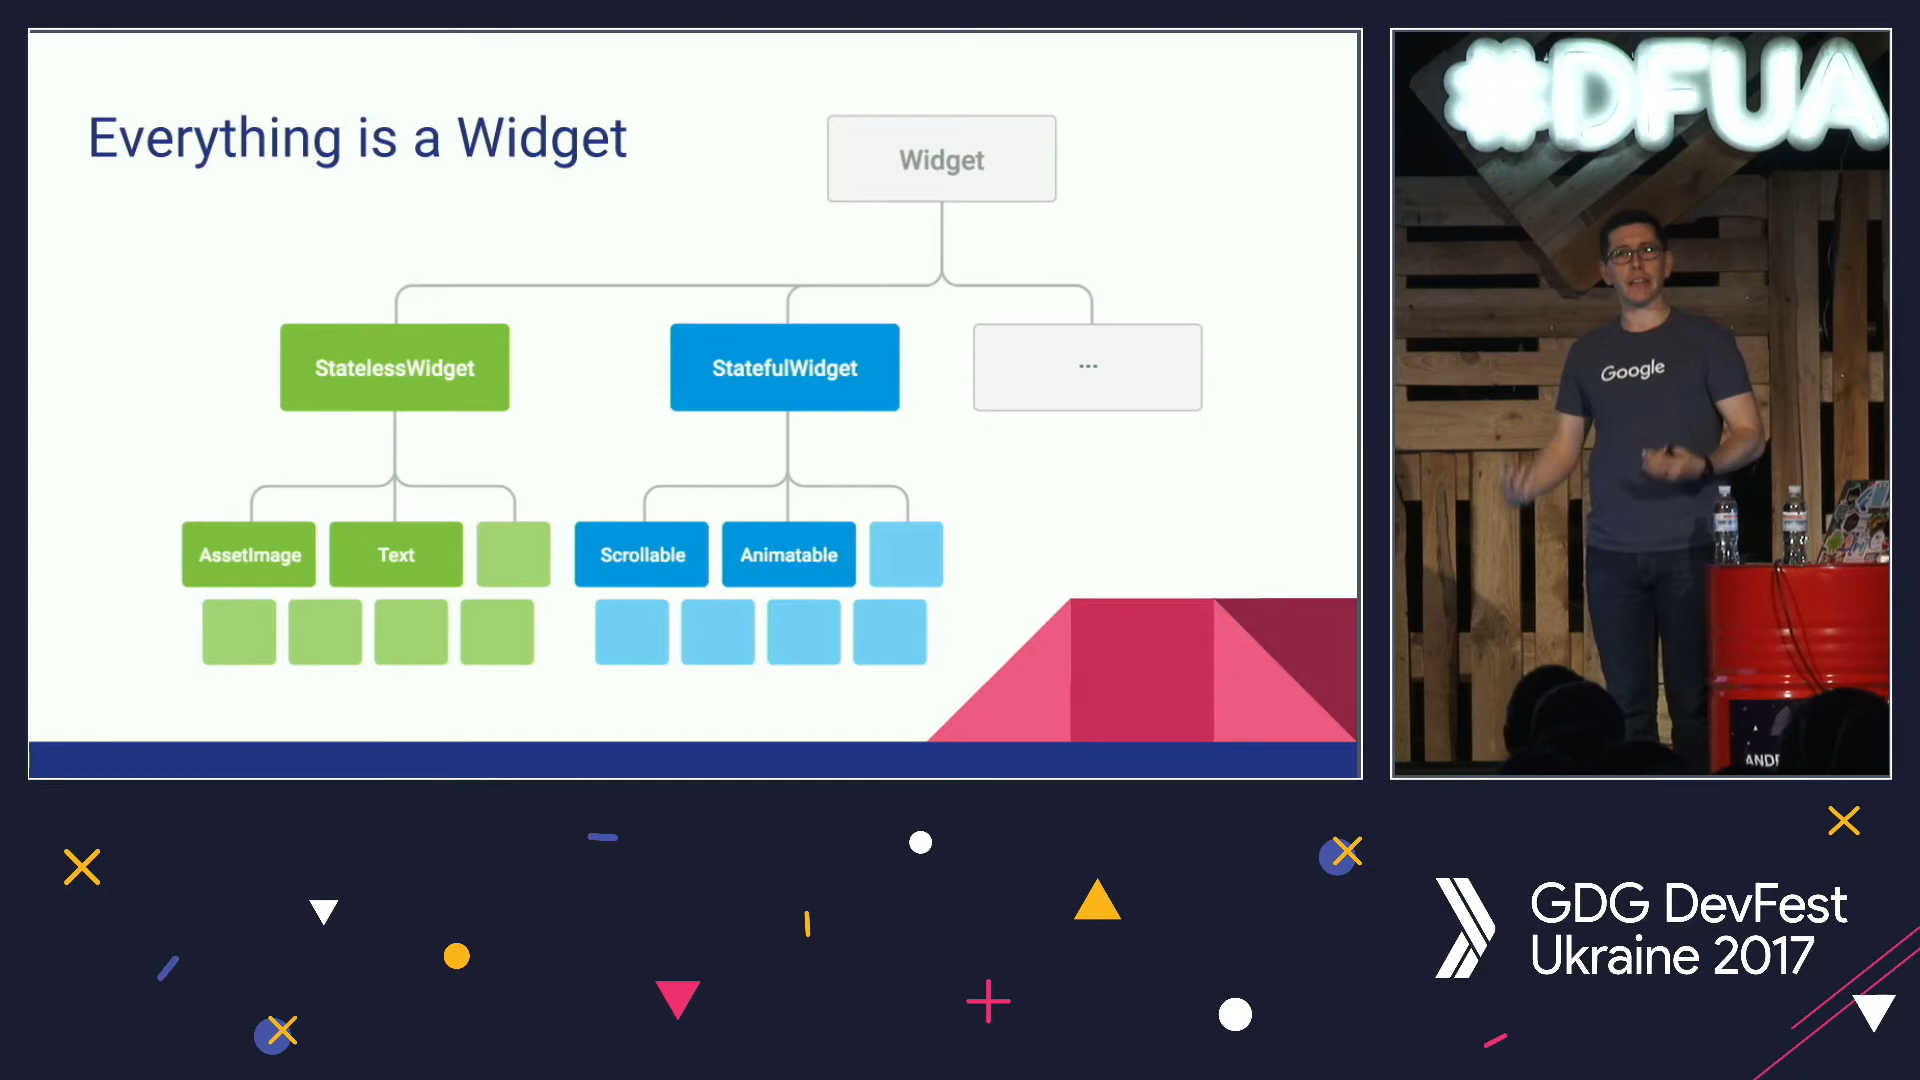 Everything is a Widget
Widget
StatelessWidget
StatefulWidget
...
AssetImage
Text
Scrollable
Animatable
#DFUA
Google
GDG DevFest
Ukraine 2017